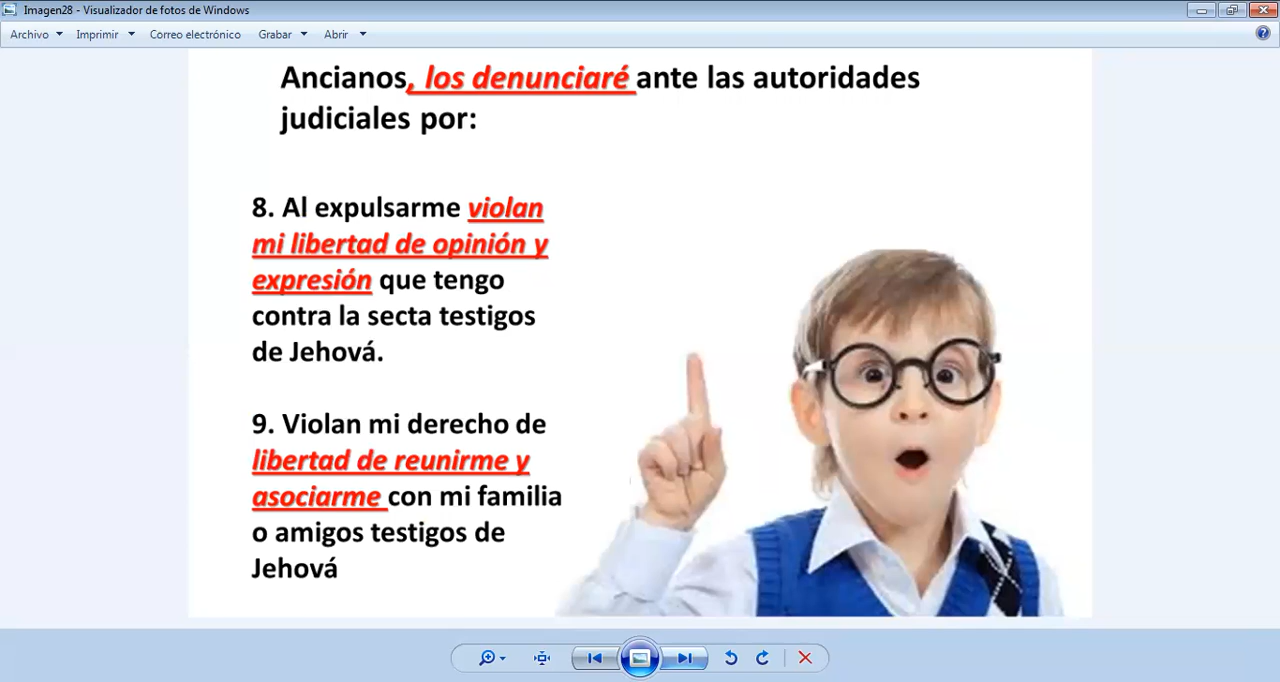 Imagen28 - Visualizador de fotos de Windows
Archivo Imprimir Correo electrónico Grabar Abrir
Ancianos, los denunciaré ante las autoridades
judiciales por:
8. Al expulsarme violan
mi libertad de opinión y
expresión que tengo
contra la secta testigos
de Jehová.
9. Violan mi derecho de
libertad de reunirme y
asociarme con mi familia
o amigos testigos de
Jehová